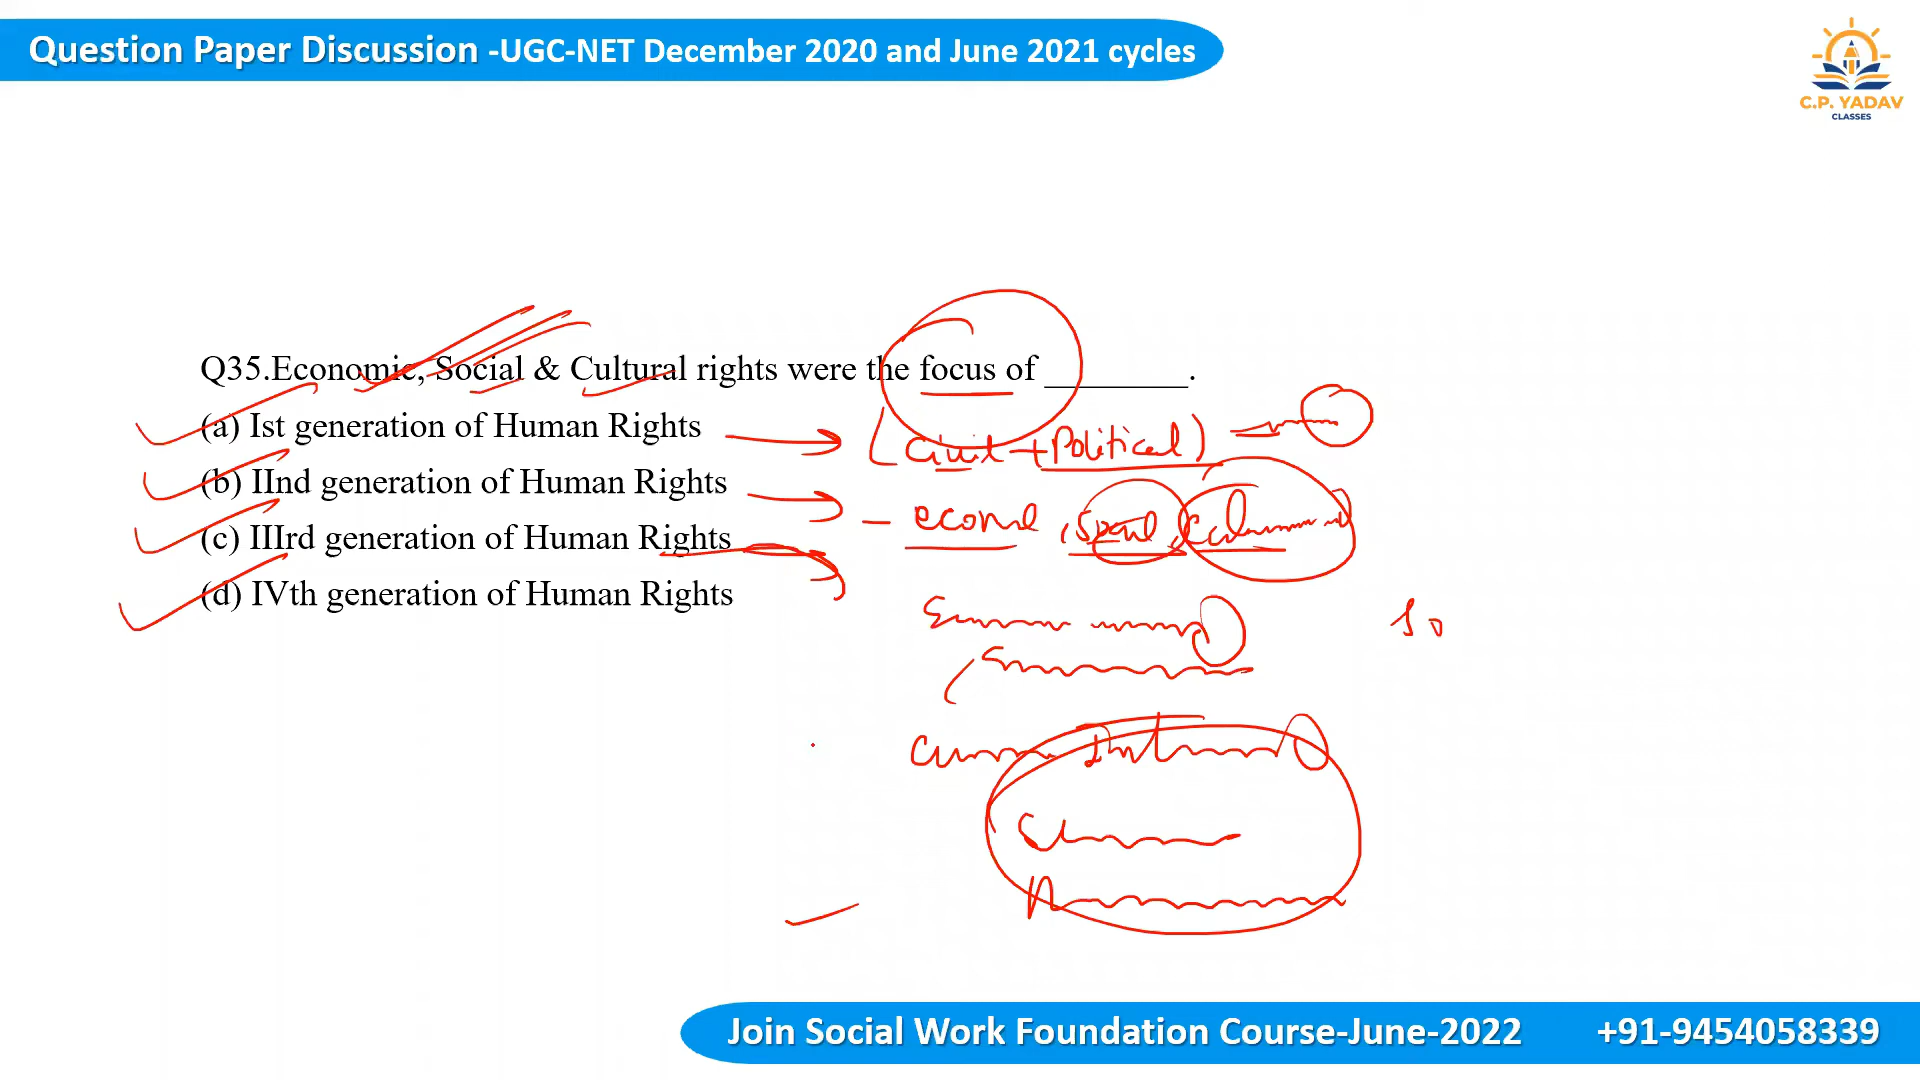 Question Paper Discussion -UGC-NET December 2020 and June 2021 cycles
C.P. YADAV
CLASSES
Q35.Economic, Social & Cultural rights were the focus of ________.
(a) Ist generation of Human Rights
(civil + Political)
(b) IInd generation of Human Rights
(c) IIIrd generation of Human Rights
(d) IVth generation of Human Rights
Join Social Work Foundation Course-June-2022 +91-9454058339